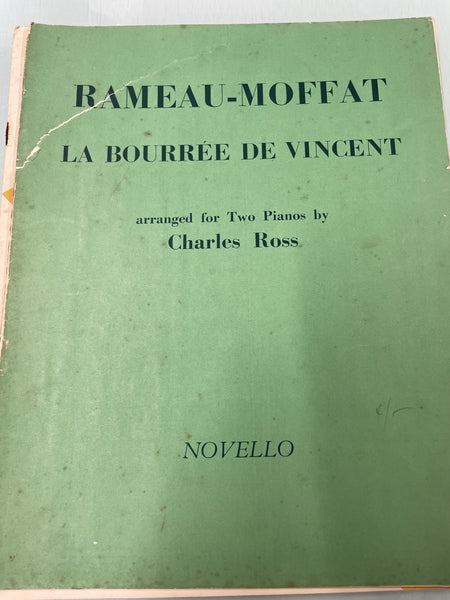 RAMEAU-MOFFAT
LA BOURRÉE DE VINCENT
arranged for Two Pianos by
Charles Ross
NOVELLO